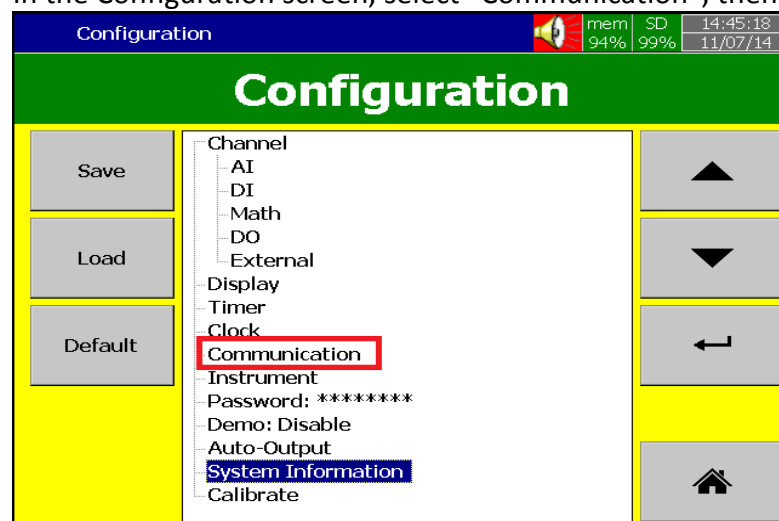 in the Configuration screen, select "Communication", then
Configuration
mem SD 14:45:18
94% 99% 11/07/14
Configuration
Save
Load
Default
Channel
AI
DI
Math
DO
External
Display
Timer
Clock
Communication
Instrument
Password: ********
Demo: Disable
Auto-Output
System Information
Calibrate